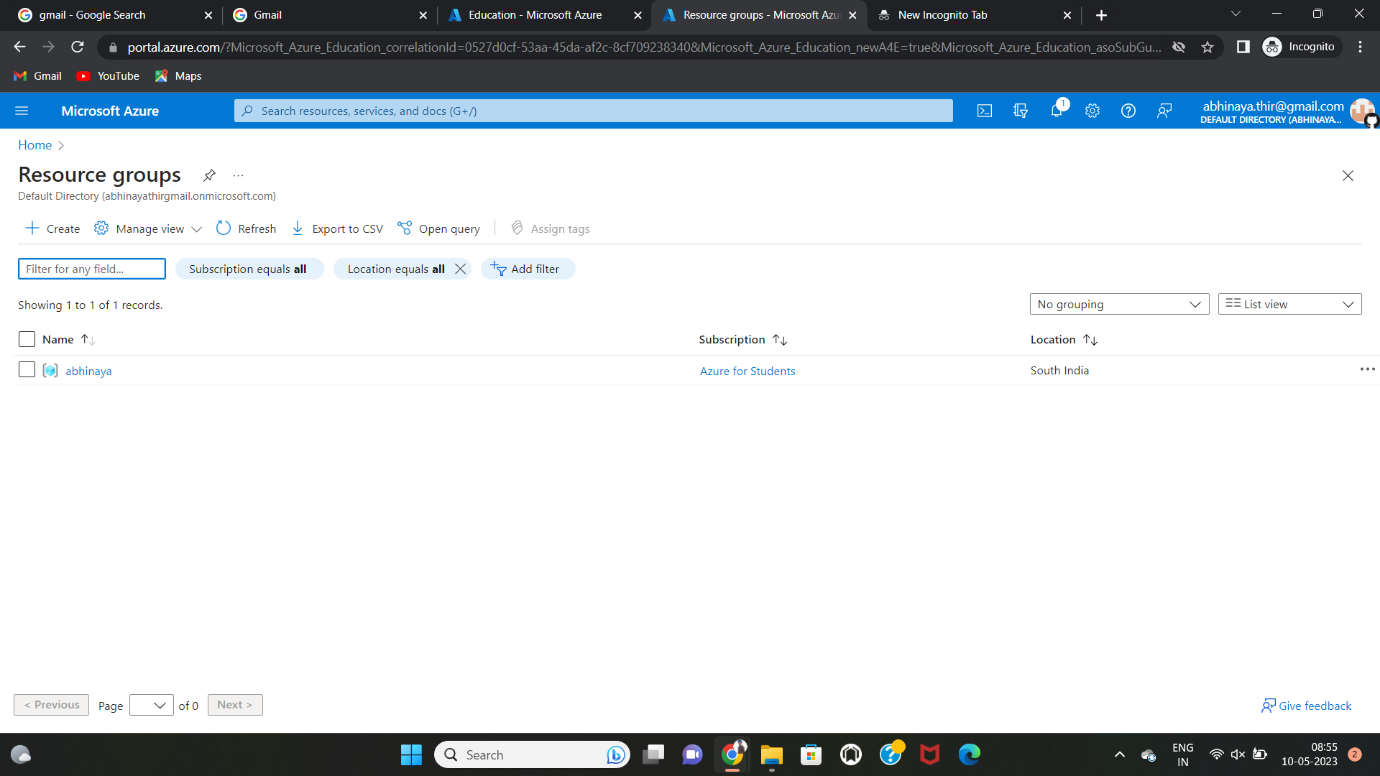 gmail - Google Search
Gmail
Education - Microsoft Azure
Resource groups - Microsoft Azu
New Incognito Tab
portal.azure.com/?Microsoft_Azure_Education_correlationId=0527d0cf-53aa-45da-af2c-8cf709238340&Microsoft_Azure_Education_newA4E=true&Microsoft_Azure_Education_asoSubGu...
Incognito
Gmail YouTube Maps
Microsoft Azure
Search resources, services, and docs (G+/)
1
abhinaya.thir@gmail.com
DEFAULT DIRECTORY (ABHINAYA...
Home
Resource groups
Default Directory (abhinayathirgmail.onmicrosoft.com)
Create Manage view Refresh Export to CSV Open query Assign tags
Filter for any field... Subscription equals all Location equals all Add filter
Showing 1 to 1 of 1 records.
No grouping List view
Name Subscription Location
abhinaya Azure for Students South India
< Previous Page of 0 Next >
Give feedback
Search
ENG
IN
08:55
10-05-2023
2